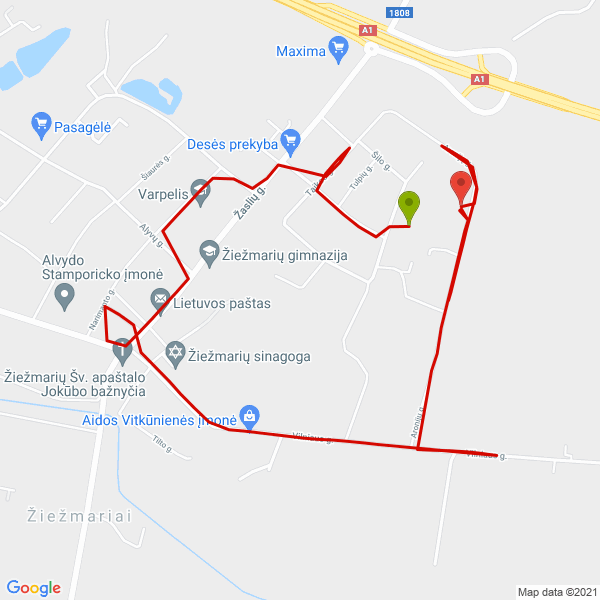 1808
A1
Maxima
A1
Pasagėlė
Desės prekyba
Šilo g.
Šiaurės g.
Tulpių g.
Varpelis
Žaslių g.
Alyvų g.
Žiežmarių gimnazija
Alvydo
Stamporicko įmonė
Narimanto g.
Lietuvos paštas
Žiežmarių sinagoga
Žiežmarių Šv. apaštalo
Jokūbo bažnyčia
Aidos Vitkūnienės įmonė
Aronijų g.
Vilniaus g.
Tilto g.
Vilniaus g.
Žiežmariai
Google
Map data ©2021